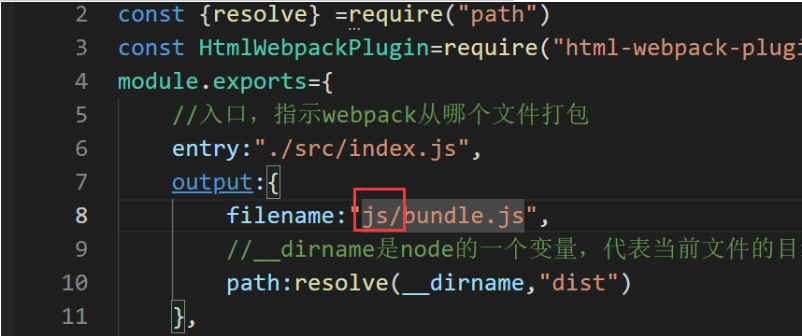 2 const {resolve} =require("path")
3 const HtmlWebpackPlugin=require("html-webpack-plugi
4 module.exports={
5 //入口，指示webpack从哪个文件打包
6 entry:"./src/index.js",
7 output:{
8 filename:"js/bundle.js",
9 //__dirname是node的一个变量，代表当前文件的目
10 path:resolve(__dirname,"dist")
11 },